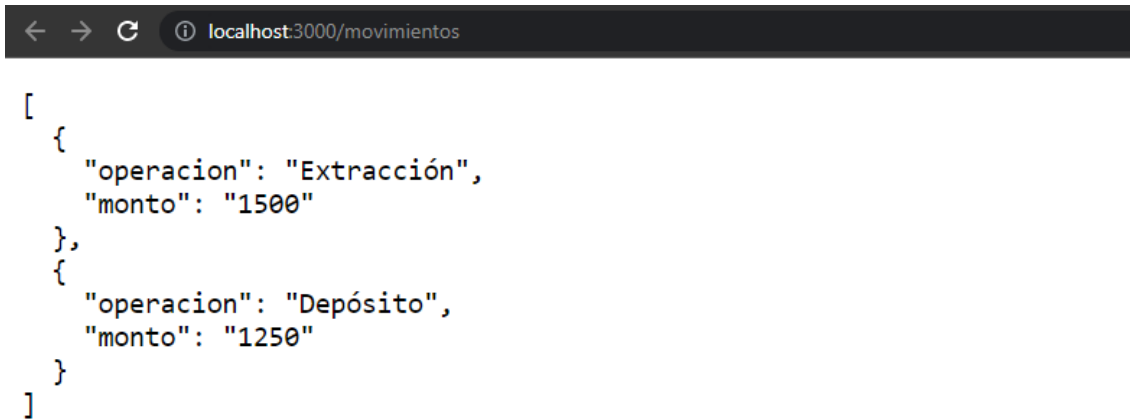 localhost:3000/movimientos
[
{
"operacion": "Extracción",
"monto": "1500"
},
{
"operacion": "Depósito",
"monto": "1250"
}
]